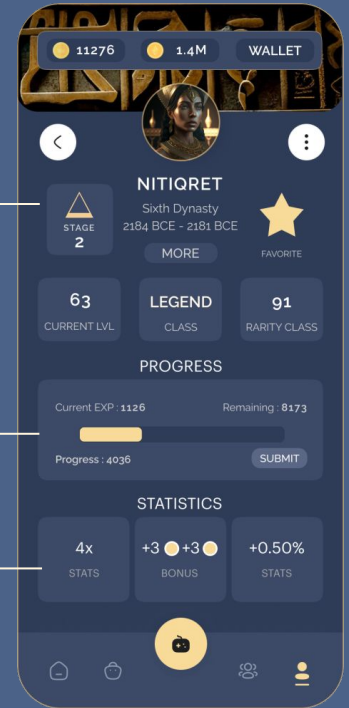 11276 1.4M WALLET
NITIQRET
Sixth Dynasty
2184 BCE - 2181 BCE
MORE
STAGE
2
FAVORITE
63 LEGEND 91
CURRENT LVL CLASS RARITY CLASS
PROGRESS
Current EXP : 1126 Remaining : 8173
Progress : 4036 SUBMIT
STATISTICS
4x +3 +3 +0.50%
STATS BONUS STATS